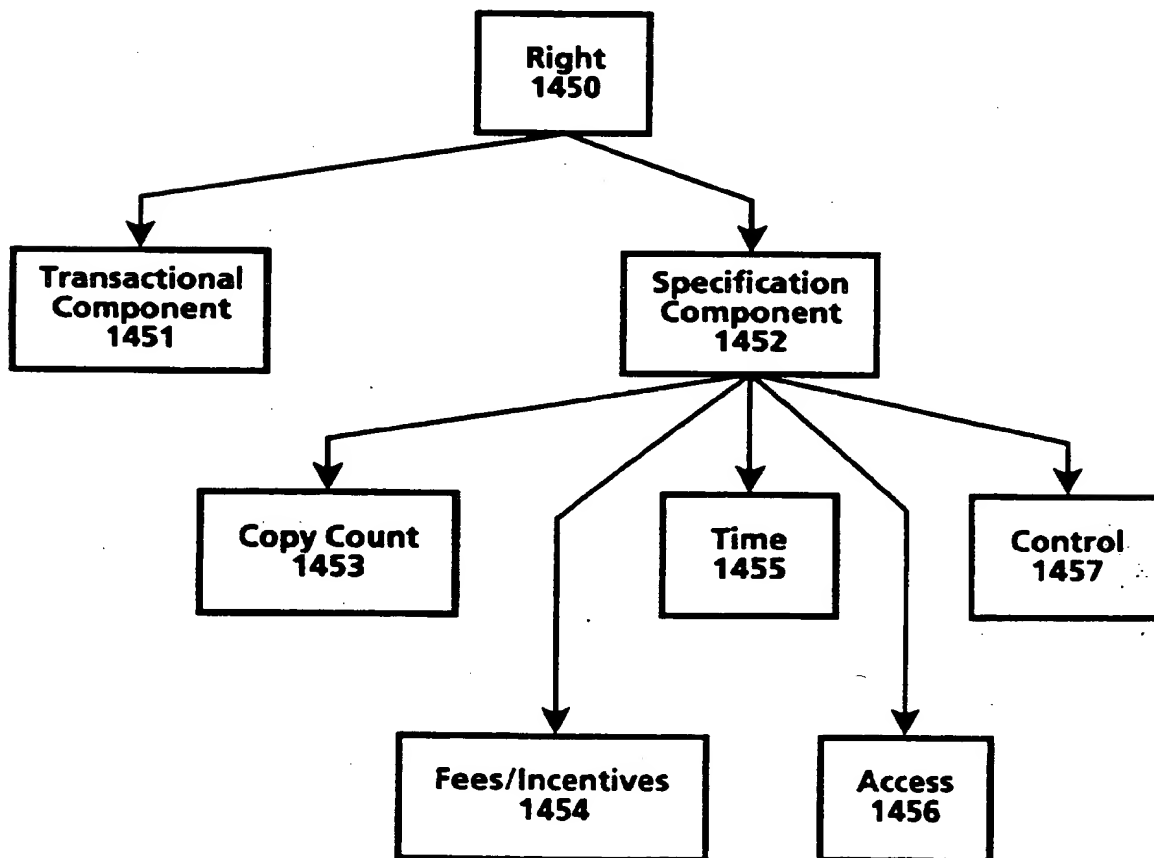 Right
1450
Transactional
Component
1451
Specification
Component
1452
Copy Count
1453
Time
1455
Control
1457
Fees/Incentives
1454
Access
1456